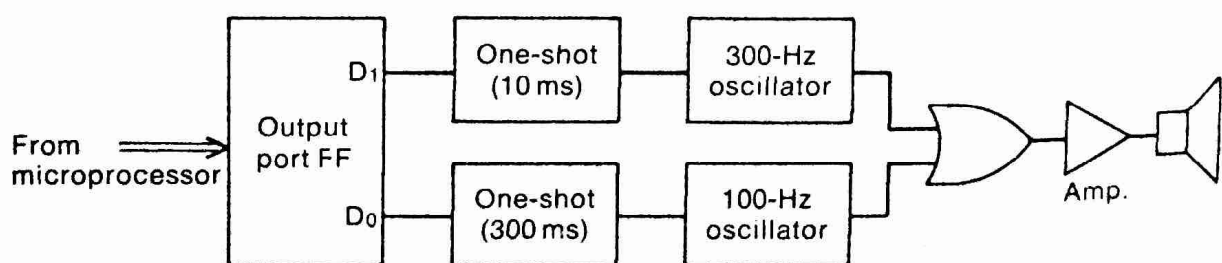 From
microprocessor
Output
port FF
D1
D0
One-shot
(10 ms)
300-Hz
oscillator
One-shot
(300 ms)
100-Hz
oscillator
Amp.